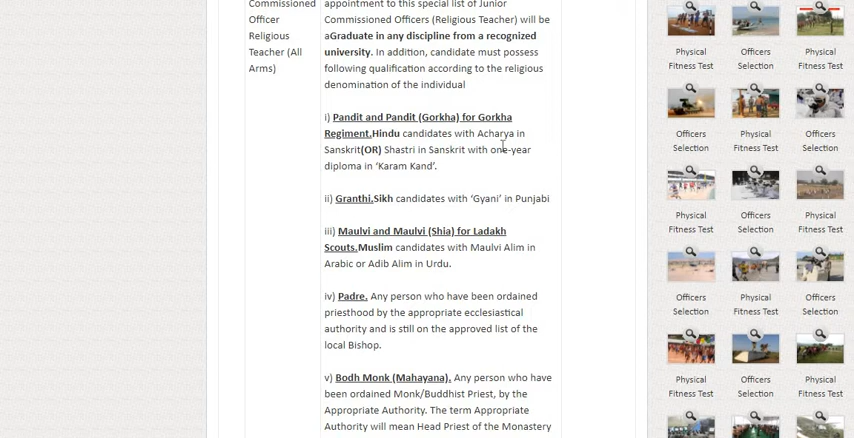 Commissioned
Officer
Religious
Teacher (All
Arms)
appointment to this special list of Junior
Commissioned Officers (Religious Teacher) will be
aGraduate in any discipline from a recognized
university. In addition, candidate must possess
following qualification according to the religious
denomination of the individual
i) Pandit and Pandit (Gorkha) for Gorkha
Regiment.Hindu candidates with Acharya in
Sanskrit(OR) Shastri in Sanskrit with one-year
diploma in ‘Karam Kand’.
ii) Granthi.Sikh candidates with ‘Gyani’ in Punjabi
iii) Maulvi and Maulvi (Shia) for Ladakh
Scouts.Muslim candidates with Maulvi Alim in
Arabic or Adib Alim in Urdu.
iv) Padre. Any person who have been ordained
priesthood by the appropriate ecclesiastical
authority and is still on the approved list of the
local Bishop.
v) Bodh Monk (Mahayana). Any person who have
been ordained Monk/Buddhist Priest, by the
Appropriate Authority. The term Appropriate
Authority will mean Head Priest of the Monastery
Physical Officers Physical
Fitness Test Selection Fitness Test
Officers Physical Officers
Selection Fitness Test Selection
Physical Officers Physical
Fitness Test Selection Fitness Test
Officers Physical Officers
Selection Fitness Test Selection
Physical Officers Physical
Fitness Test Selection Fitness Test